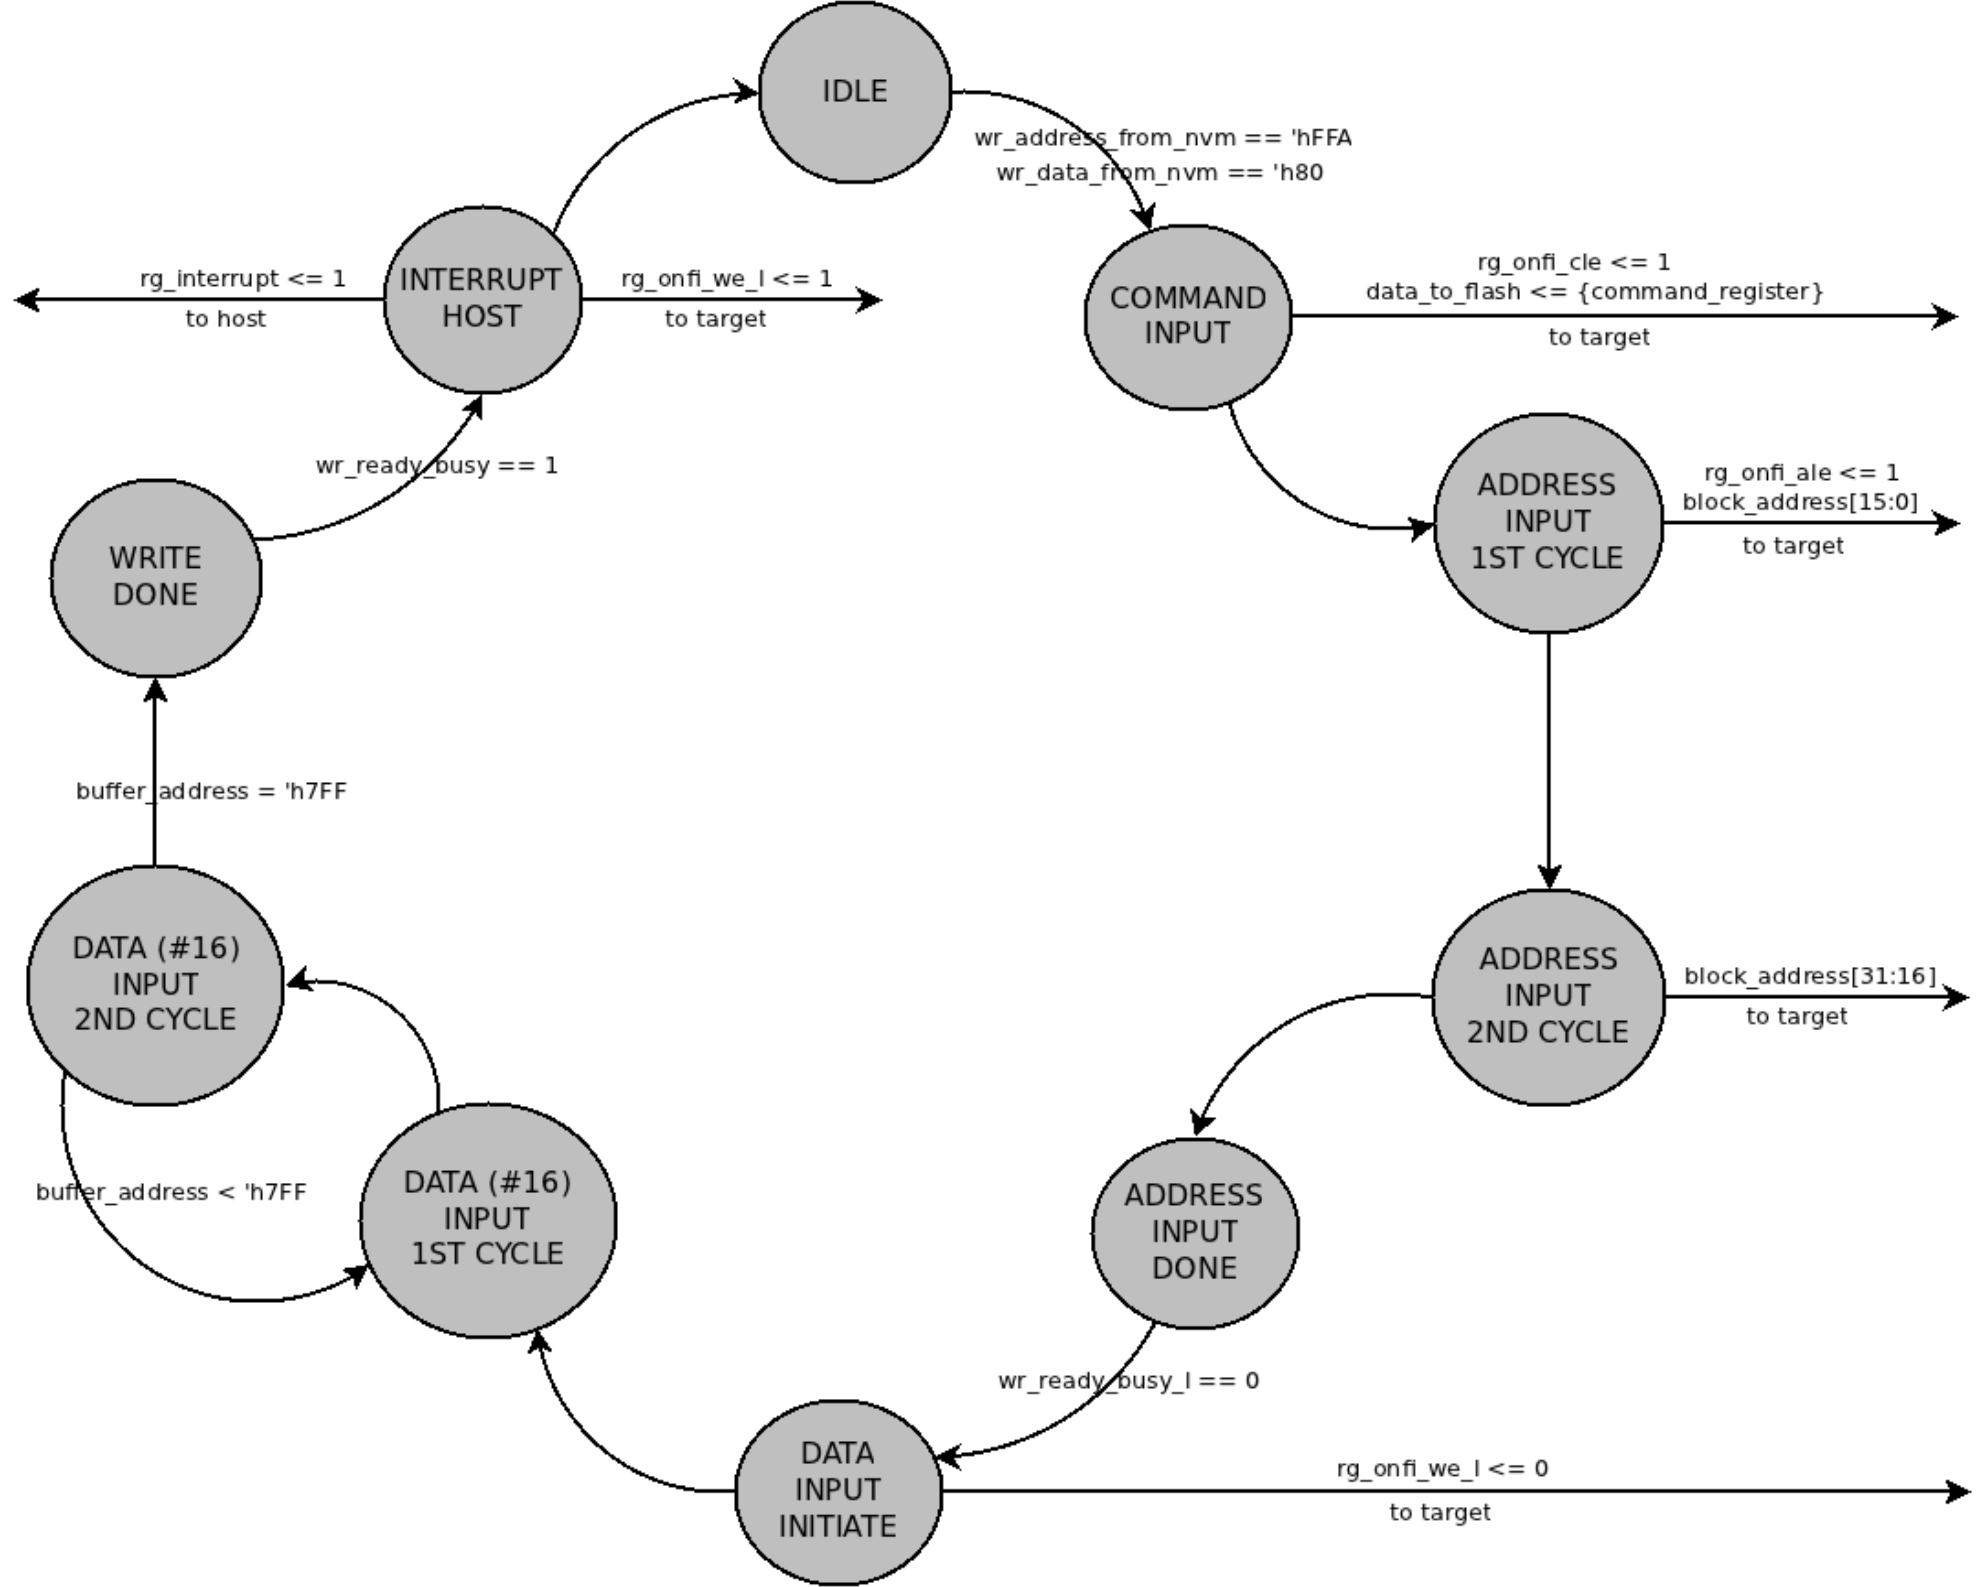 IDLE
wr_address_from_nvm == 'hFFA
wr_data_from_nvm == 'h80
COMMAND
INPUT
rg_onfi_cle <= 1
data_to_flash <= {command_register}
to target
ADDRESS
INPUT
1ST CYCLE
rg_onfi_ale <= 1
block_address[15:0]
to target
ADDRESS
INPUT
2ND CYCLE
block_address[31:16]
to target
ADDRESS
INPUT
DONE
wr_ready_busy_l == 0
DATA
INPUT
INITIATE
rg_onfi_we_l <= 0
to target
DATA (#16)
INPUT
1ST CYCLE
DATA (#16)
INPUT
2ND CYCLE
buffer_address < 'h7FF
buffer_address = 'h7FF
WRITE
DONE
wr_ready_busy == 1
INTERRUPT
HOST
rg_interrupt <= 1
to host
rg_onfi_we_l <= 1
to target